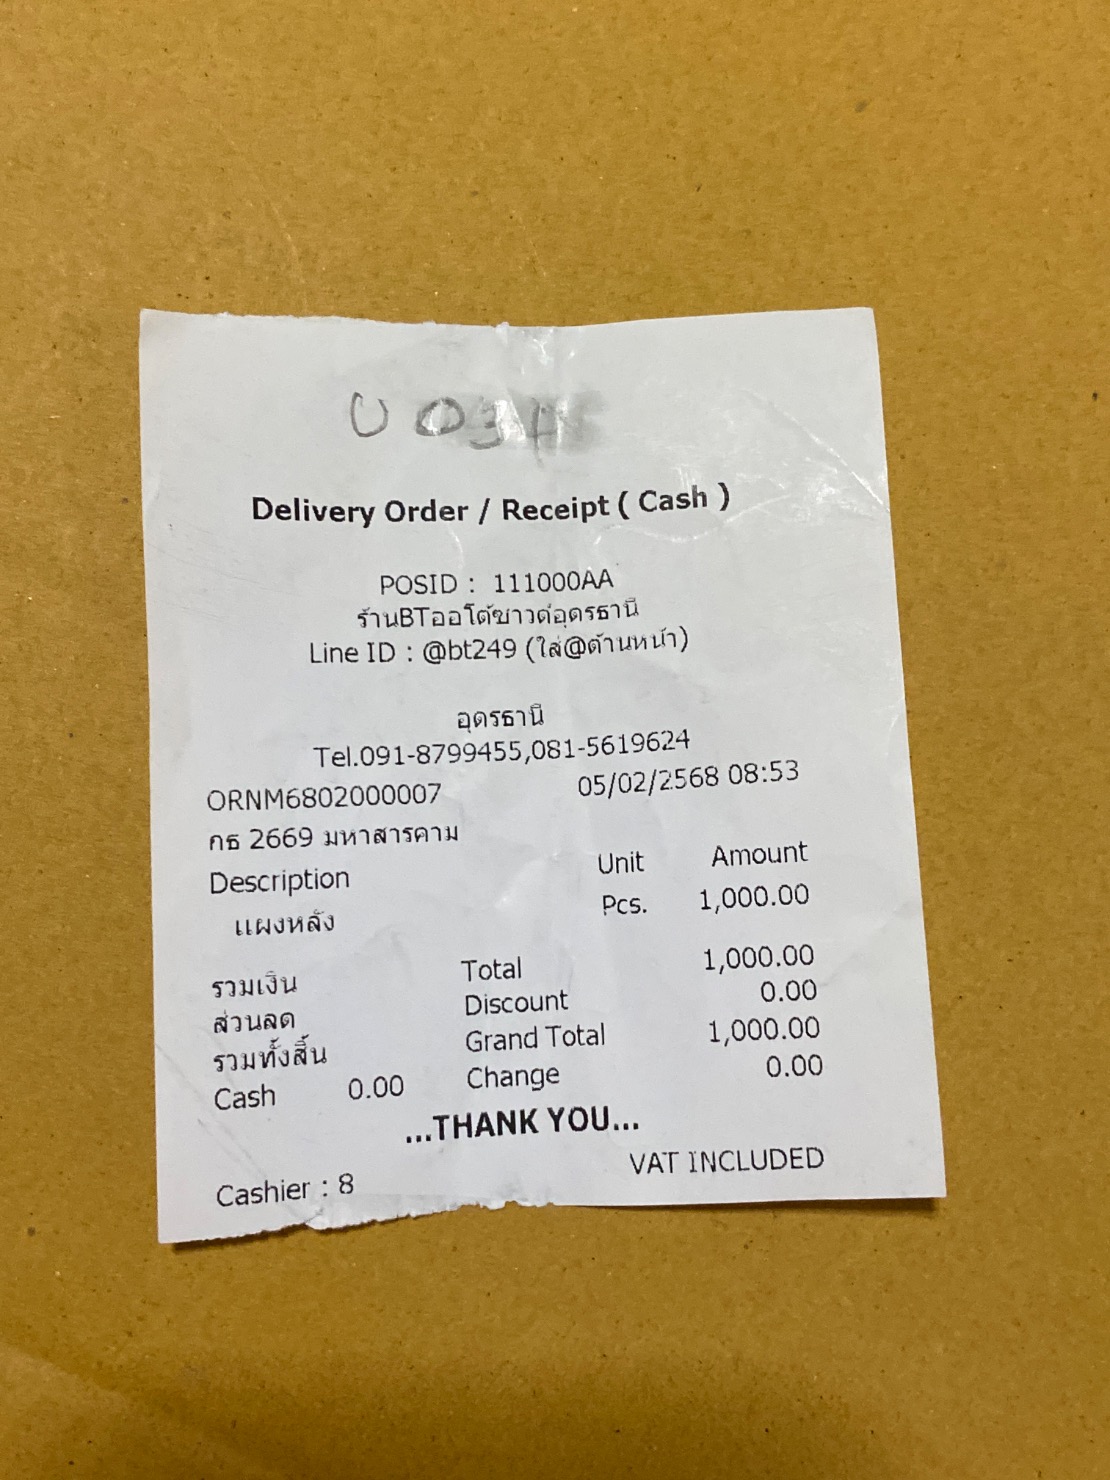 Delivery Order / Receipt ( Cash )
POSID : 111000AA
ร้านBTออโต้ซาวด์อุดรธานี
Line ID : @bt249 (ใส่@ด้านหน้า)
อุดรธานี
Tel.091-8799455,081-5619624
ORNM6802000007 05/02/2568 08:53
กธ 2669 มหาสารคาม
Description Unit Amount
แผงหลัง Pcs. 1,000.00
รวมเงิน Total 1,000.00
ส่วนลด Discount 0.00
รวมทั้งสิ้น Grand Total 1,000.00
Cash 0.00 Change 0.00
...THANK YOU...
VAT INCLUDED
Cashier : 8